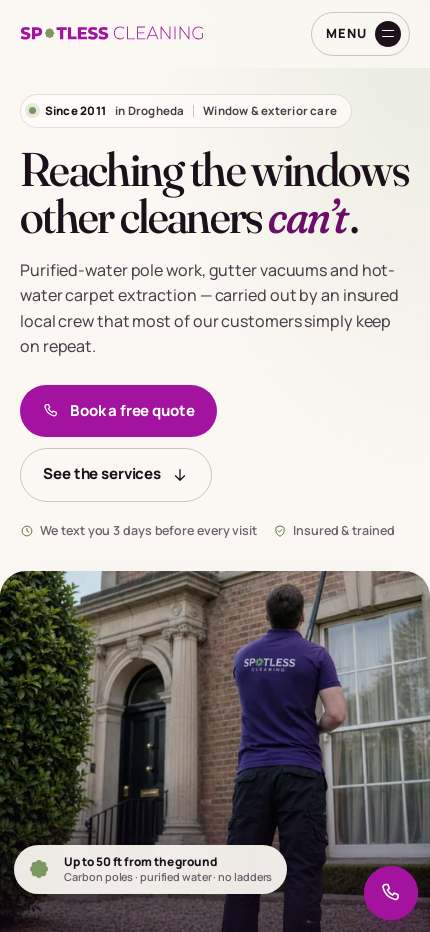 SPOTLESS CLEANING
MENU
Since 2011 in Drogheda Window & exterior care
Reaching the windows
other cleaners can't.
Purified-water pole work, gutter vacuums and hot-
water carpet extraction — carried out by an insured
local crew that most of our customers simply keep
on repeat.
Book a free quote
See the services
We text you 3 days before every visit Insured & trained
SPOTLESS
CLEANING
Up to 50 ft from the ground
Carbon poles · purified water · no ladders